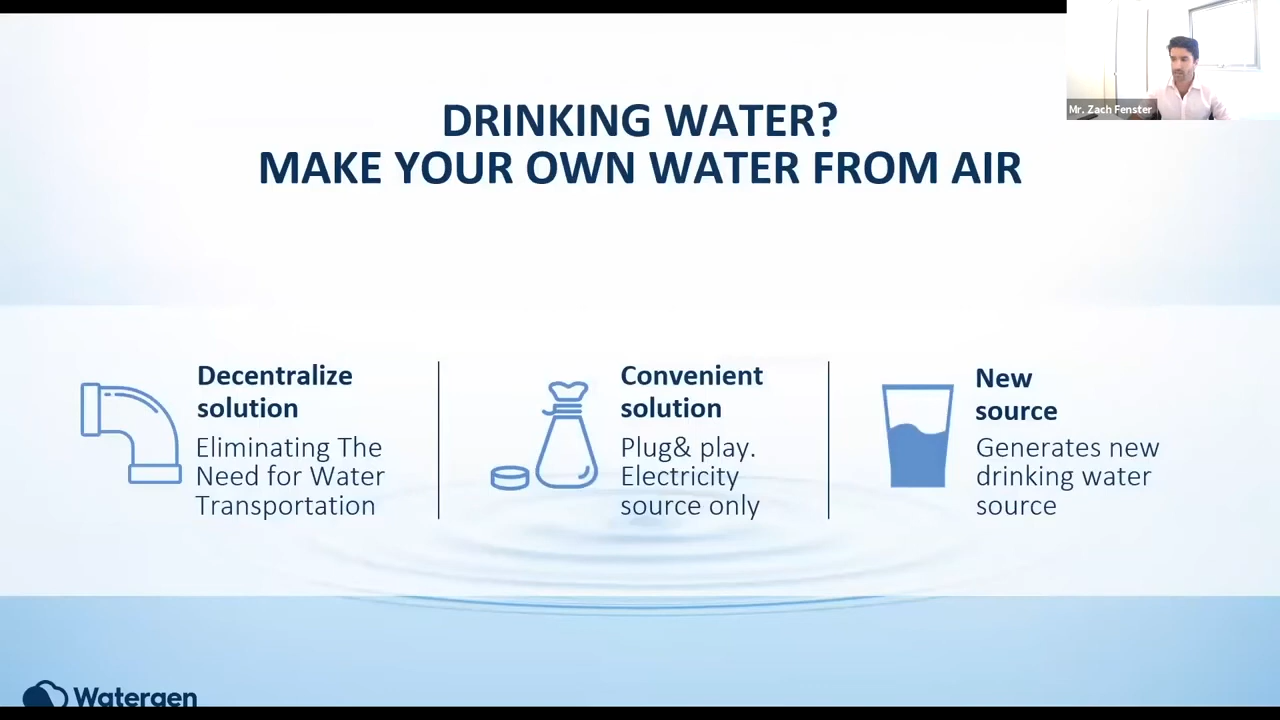 Mr. Zach Fenster
DRINKING WATER?
MAKE YOUR OWN WATER FROM AIR
Decentralize
solution
Eliminating The
Need for Water
Transportation
Convenient
solution
Plug& play.
Electricity
source only
New
source
Generates new
drinking water
source
Watergen